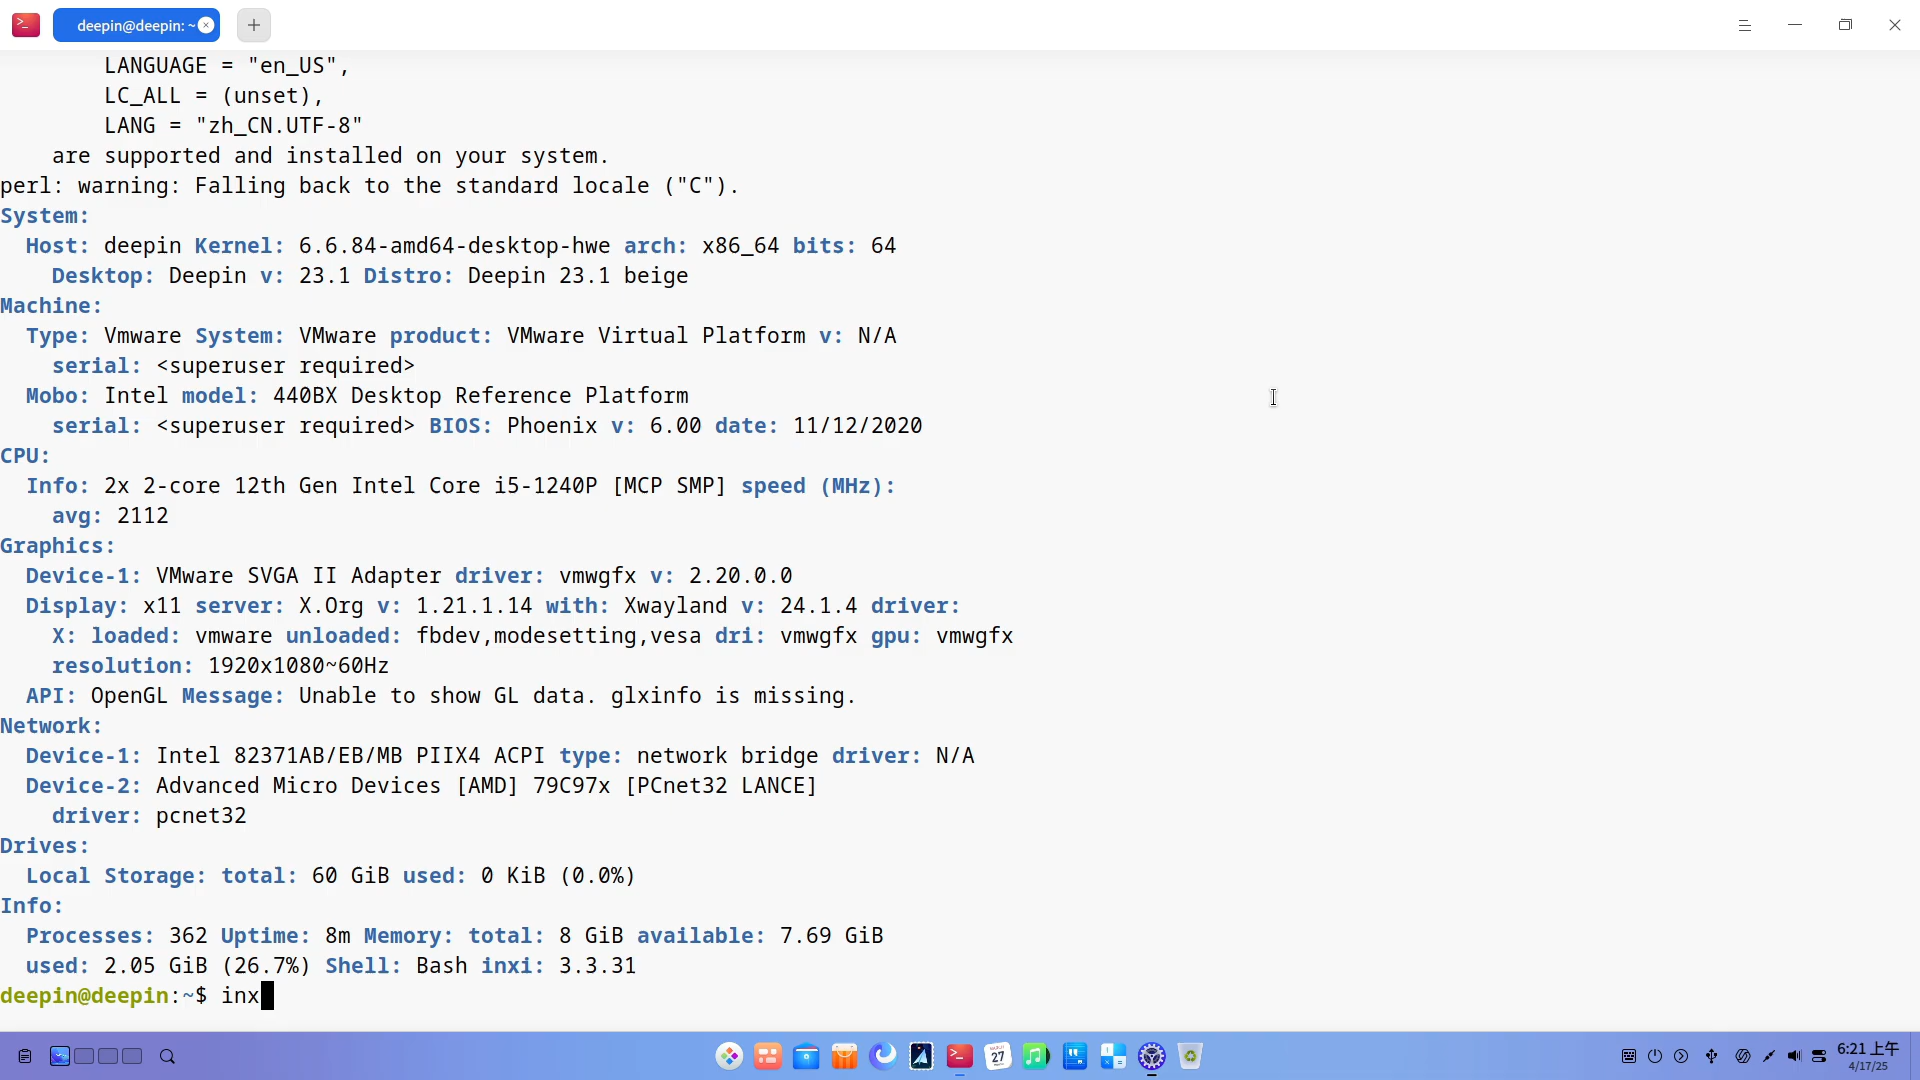 deepin@deepin: ~
LANGUAGE = "en_US",
LC_ALL = (unset),
LANG = "zh_CN.UTF-8"
are supported and installed on your system.
perl: warning: Falling back to the standard locale ("C").
System:
Host: deepin Kernel: 6.6.84-amd64-desktop-hwe arch: x86_64 bits: 64
Desktop: Deepin v: 23.1 Distro: Deepin 23.1 beige
Machine:
Type: Vmware System: VMware product: VMware Virtual Platform v: N/A
serial: <superuser required>
Mobo: Intel model: 440BX Desktop Reference Platform
serial: <superuser required> BIOS: Phoenix v: 6.00 date: 11/12/2020
CPU:
Info: 2x 2-core 12th Gen Intel Core i5-1240P [MCP SMP] speed (MHz):
avg: 2112
Graphics:
Device-1: VMware SVGA II Adapter driver: vmwgfx v: 2.20.0.0
Display: x11 server: X.Org v: 1.21.1.14 with: Xwayland v: 24.1.4 driver:
X: loaded: vmware unloaded: fbdev,modesetting,vesa dri: vmwgfx gpu: vmwgfx
resolution: 1920x1080~60Hz
API: OpenGL Message: Unable to show GL data. glxinfo is missing.
Network:
Device-1: Intel 82371AB/EB/MB PIIX4 ACPI type: network bridge driver: N/A
Device-2: Advanced Micro Devices [AMD] 79C97x [PCnet32 LANCE]
driver: pcnet32
Drives:
Local Storage: total: 60 GiB used: 0 KiB (0.0%)
Info:
Processes: 362 Uptime: 8m Memory: total: 8 GiB available: 7.69 GiB
used: 2.05 GiB (26.7%) Shell: Bash inxi: 3.3.31
deepin@deepin:~$ inx
27
6:21 上午
4/17/25